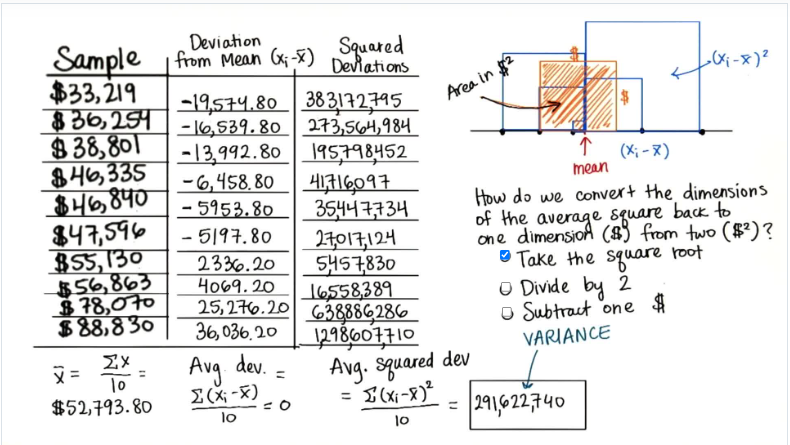 Sample
Deviation from Mean (xᵢ-x̄)
Squared Deviations
$33,219 -19,574.80 383,172,795
$36,254 -16,539.80 273,564,984
$38,801 -13,992.80 195,798,452
$46,335 -6,458.80 41,716,097
$46,840 -5953.80 35,447,734
$47,596 -5197.80 27,017,124
$55,130 2336.20 5,457,830
$56,863 4069.20 16,558,389
$78,070 25,276.20 638,886,286
$88,830 36,036.20 1,298,607,710
x̄ = Σx/10 =
$52,793.80
Avg. dev. =
Σ(xᵢ-x̄)/10 = 0
Avg. squared dev
= Σ(xᵢ-x̄)²/10 = 291,622,740
Area in $²
$
$
(xᵢ-x̄)²
(xᵢ-x̄)
mean
How do we convert the dimensions
of the average square back to
one dimension ($) from two ($²)?
Take the square root
Divide by 2
Subtract one $
VARIANCE